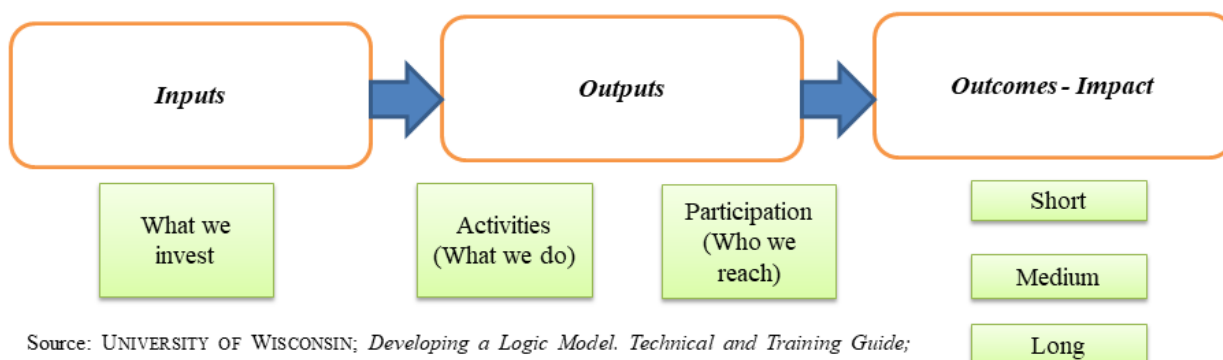 Inputs
Outputs
Outcomes - Impact
What we
invest
Activities
(What we do)
Participation
(Who we
reach)
Short
Medium
Long
Source: UNIVERSITY OF WISCONSIN; Developing a Logic Model. Technical and Training Guide;